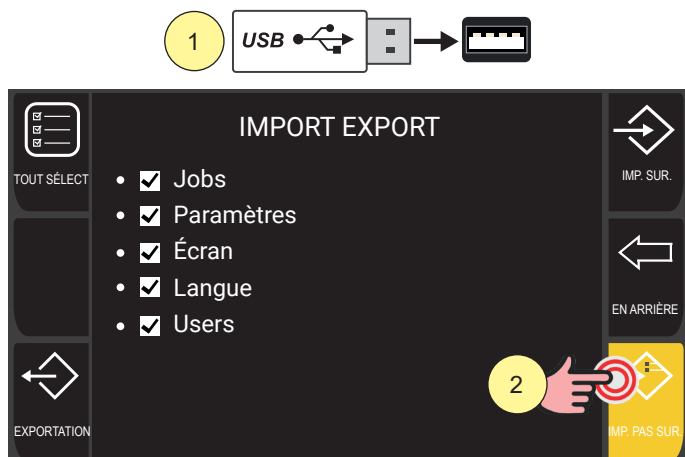 1
USB
IMPORT EXPORT
TOUT SÉLECT
IMP. SUR.
Jobs
Paramètres
Écran
Langue
Users
EN ARRIÈRE
2
EXPORTATION
IMP. PAS SUR.